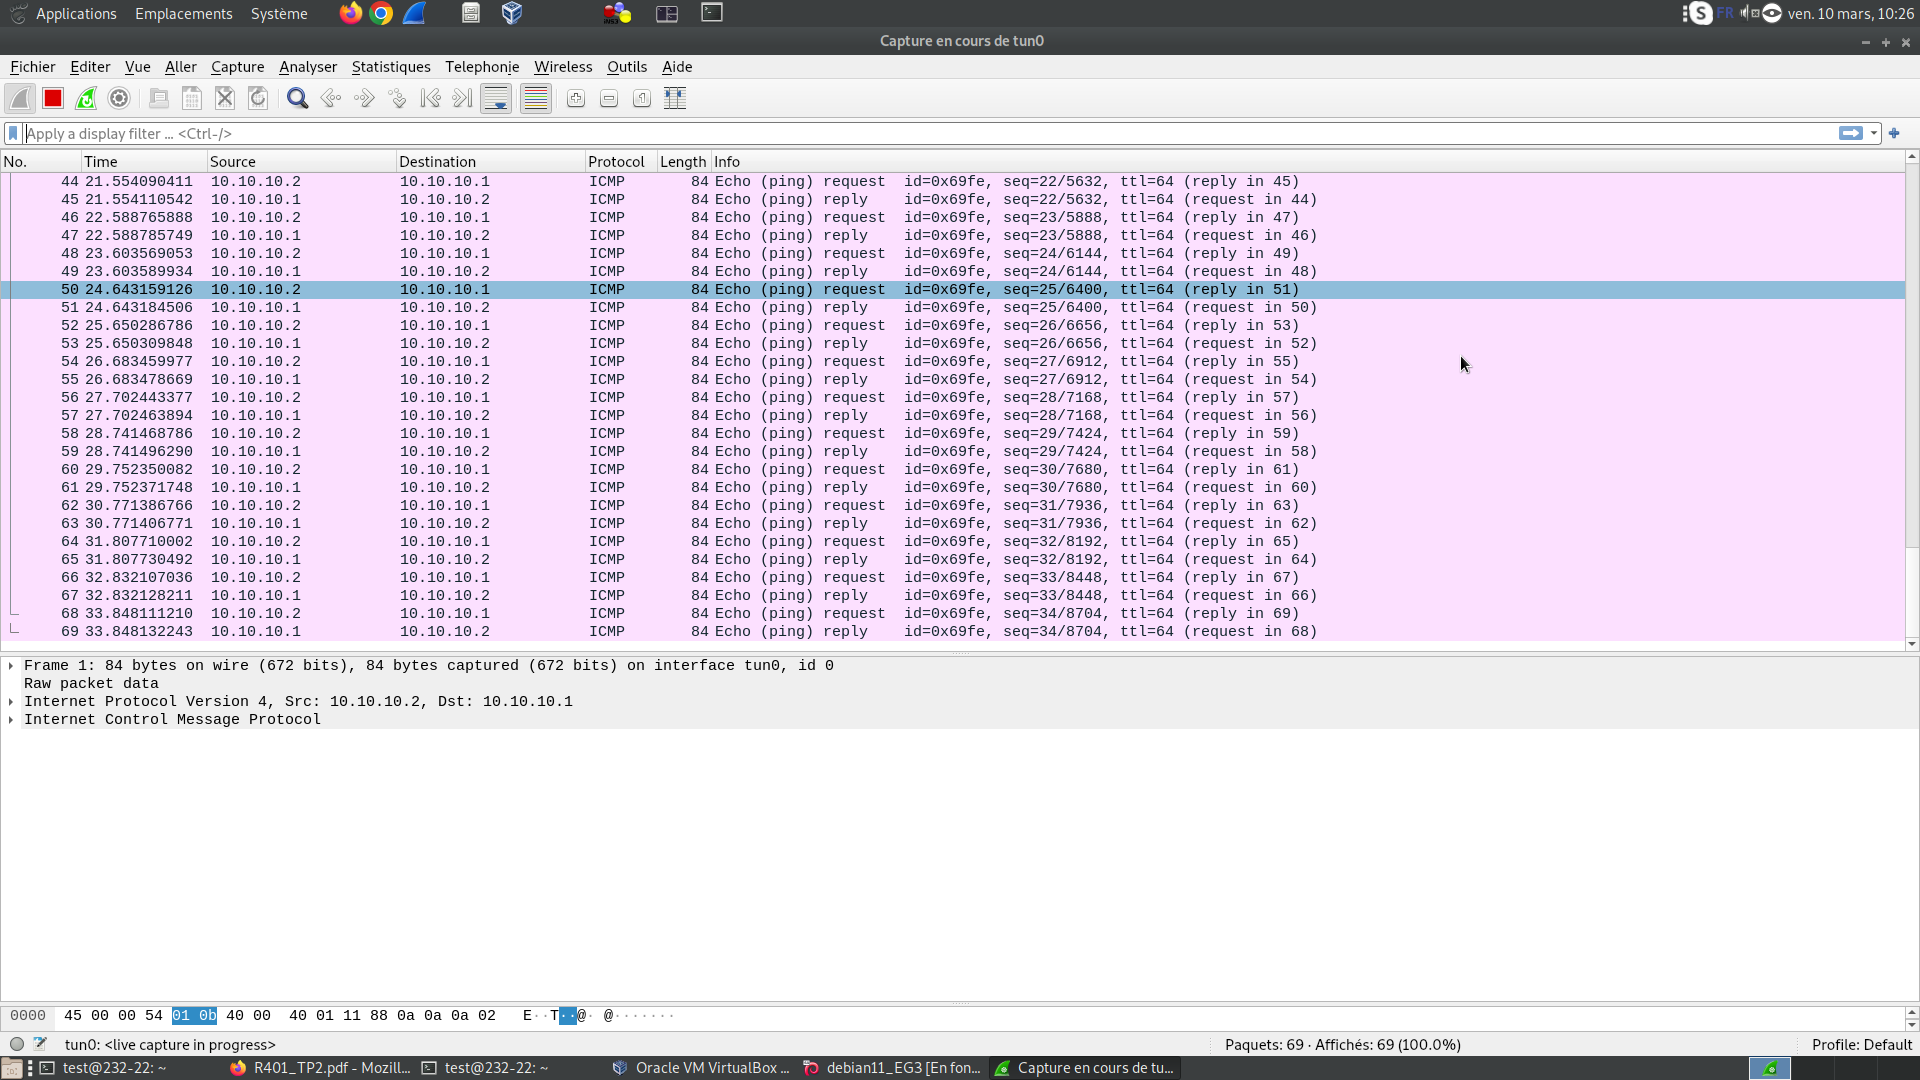 Applications Emplacements Système FR ven. 10 mars, 10:26
Capture en cours de tun0
Fichier Editer Vue Aller Capture Analyser Statistiques Telephonie Wireless Outils Aide
Apply a display filter ... <Ctrl-/>
No. Time Source Destination Protocol Length Info
44 21.554090411 10.10.10.2 10.10.10.1 ICMP 84 Echo (ping) request id=0x69fe, seq=22/5632, ttl=64 (reply in 45)
45 21.554110542 10.10.10.1 10.10.10.2 ICMP 84 Echo (ping) reply id=0x69fe, seq=22/5632, ttl=64 (request in 44)
46 22.588765888 10.10.10.2 10.10.10.1 ICMP 84 Echo (ping) request id=0x69fe, seq=23/5888, ttl=64 (reply in 47)
47 22.588785749 10.10.10.1 10.10.10.2 ICMP 84 Echo (ping) reply id=0x69fe, seq=23/5888, ttl=64 (request in 46)
48 23.603569053 10.10.10.2 10.10.10.1 ICMP 84 Echo (ping) request id=0x69fe, seq=24/6144, ttl=64 (reply in 49)
49 23.603589934 10.10.10.1 10.10.10.2 ICMP 84 Echo (ping) reply id=0x69fe, seq=24/6144, ttl=64 (request in 48)
50 24.643159126 10.10.10.2 10.10.10.1 ICMP 84 Echo (ping) request id=0x69fe, seq=25/6400, ttl=64 (reply in 51)
51 24.643184506 10.10.10.1 10.10.10.2 ICMP 84 Echo (ping) reply id=0x69fe, seq=25/6400, ttl=64 (request in 50)
52 25.650286786 10.10.10.2 10.10.10.1 ICMP 84 Echo (ping) request id=0x69fe, seq=26/6656, ttl=64 (reply in 53)
53 25.650309848 10.10.10.1 10.10.10.2 ICMP 84 Echo (ping) reply id=0x69fe, seq=26/6656, ttl=64 (request in 52)
54 26.683459977 10.10.10.2 10.10.10.1 ICMP 84 Echo (ping) request id=0x69fe, seq=27/6912, ttl=64 (reply in 55)
55 26.683478669 10.10.10.1 10.10.10.2 ICMP 84 Echo (ping) reply id=0x69fe, seq=27/6912, ttl=64 (request in 54)
56 27.702443377 10.10.10.2 10.10.10.1 ICMP 84 Echo (ping) request id=0x69fe, seq=28/7168, ttl=64 (reply in 57)
57 27.702463894 10.10.10.1 10.10.10.2 ICMP 84 Echo (ping) reply id=0x69fe, seq=28/7168, ttl=64 (request in 56)
58 28.741468786 10.10.10.2 10.10.10.1 ICMP 84 Echo (ping) request id=0x69fe, seq=29/7424, ttl=64 (reply in 59)
59 28.741496290 10.10.10.1 10.10.10.2 ICMP 84 Echo (ping) reply id=0x69fe, seq=29/7424, ttl=64 (request in 58)
60 29.752350082 10.10.10.2 10.10.10.1 ICMP 84 Echo (ping) request id=0x69fe, seq=30/7680, ttl=64 (reply in 61)
61 29.752371748 10.10.10.1 10.10.10.2 ICMP 84 Echo (ping) reply id=0x69fe, seq=30/7680, ttl=64 (request in 60)
62 30.771386766 10.10.10.2 10.10.10.1 ICMP 84 Echo (ping) request id=0x69fe, seq=31/7936, ttl=64 (reply in 63)
63 30.771406771 10.10.10.1 10.10.10.2 ICMP 84 Echo (ping) reply id=0x69fe, seq=31/7936, ttl=64 (request in 62)
64 31.807710002 10.10.10.2 10.10.10.1 ICMP 84 Echo (ping) request id=0x69fe, seq=32/8192, ttl=64 (reply in 65)
65 31.807730492 10.10.10.1 10.10.10.2 ICMP 84 Echo (ping) reply id=0x69fe, seq=32/8192, ttl=64 (request in 64)
66 32.832107036 10.10.10.2 10.10.10.1 ICMP 84 Echo (ping) request id=0x69fe, seq=33/8448, ttl=64 (reply in 67)
67 32.832128211 10.10.10.1 10.10.10.2 ICMP 84 Echo (ping) reply id=0x69fe, seq=33/8448, ttl=64 (request in 66)
68 33.848111210 10.10.10.2 10.10.10.1 ICMP 84 Echo (ping) request id=0x69fe, seq=34/8704, ttl=64 (reply in 69)
69 33.848132243 10.10.10.1 10.10.10.2 ICMP 84 Echo (ping) reply id=0x69fe, seq=34/8704, ttl=64 (request in 68)
Frame 1: 84 bytes on wire (672 bits), 84 bytes captured (672 bits) on interface tun0, id 0
Raw packet data
Internet Protocol Version 4, Src: 10.10.10.2, Dst: 10.10.10.1
Internet Control Message Protocol
0000 45 00 00 54 01 0b 40 00 40 01 11 88 0a 0a 0a 02 E··T··@· @·······
tun0: <live capture in progress> Paquets: 69 · Affichés: 69 (100.0%) Profile: Default
test@232-22: ~ R401_TP2.pdf - Mozill... test@232-22: ~ Oracle VM VirtualBox ... debian11_EG3 [En fon... Capture en cours de tu...